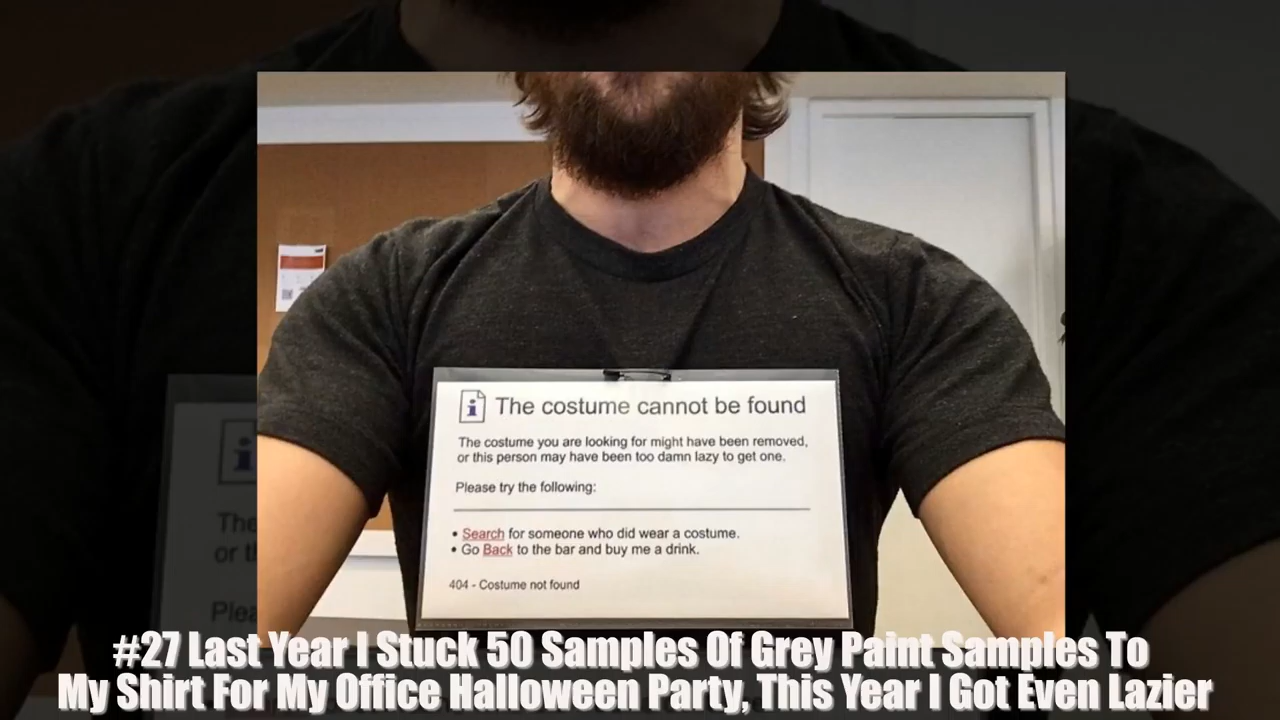 The costume cannot be found
The costume you are looking for might have been removed,
or this person may have been too damn lazy to get one.
Please try the following:
• Search for someone who did wear a costume.
• Go Back to the bar and buy me a drink.
404 - Costume not found
#27 Last Year I Stuck 50 Samples Of Grey Paint Samples To
My Shirt For My Office Halloween Party, This Year I Got Even Lazier